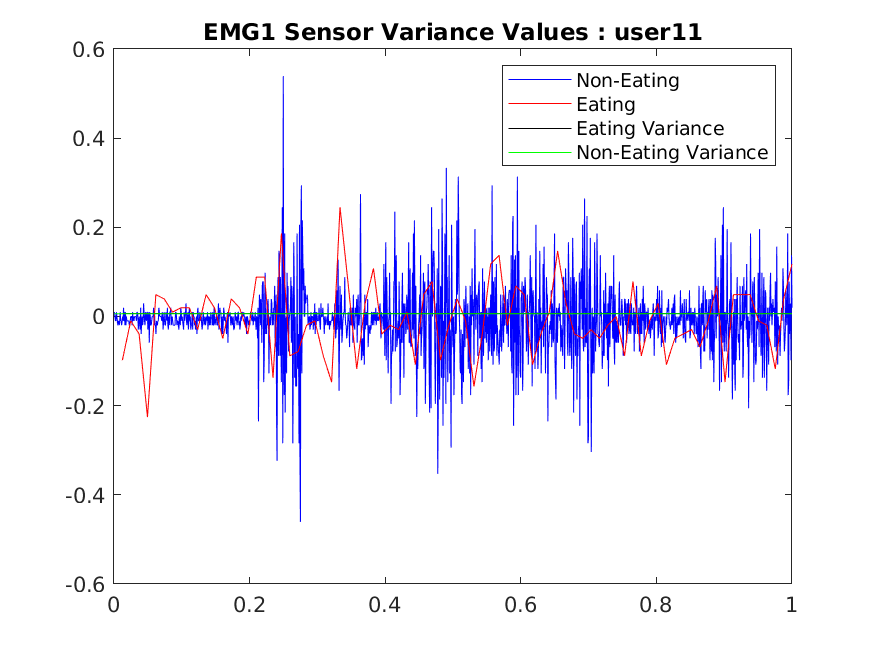 EMG1 Sensor Variance Values : user11
0.6
Non-Eating
Eating
Eating Variance
Non-Eating Variance
0.4
0.2
0
-0.2
-0.4
-0.6
0 0.2 0.4 0.6 0.8 1